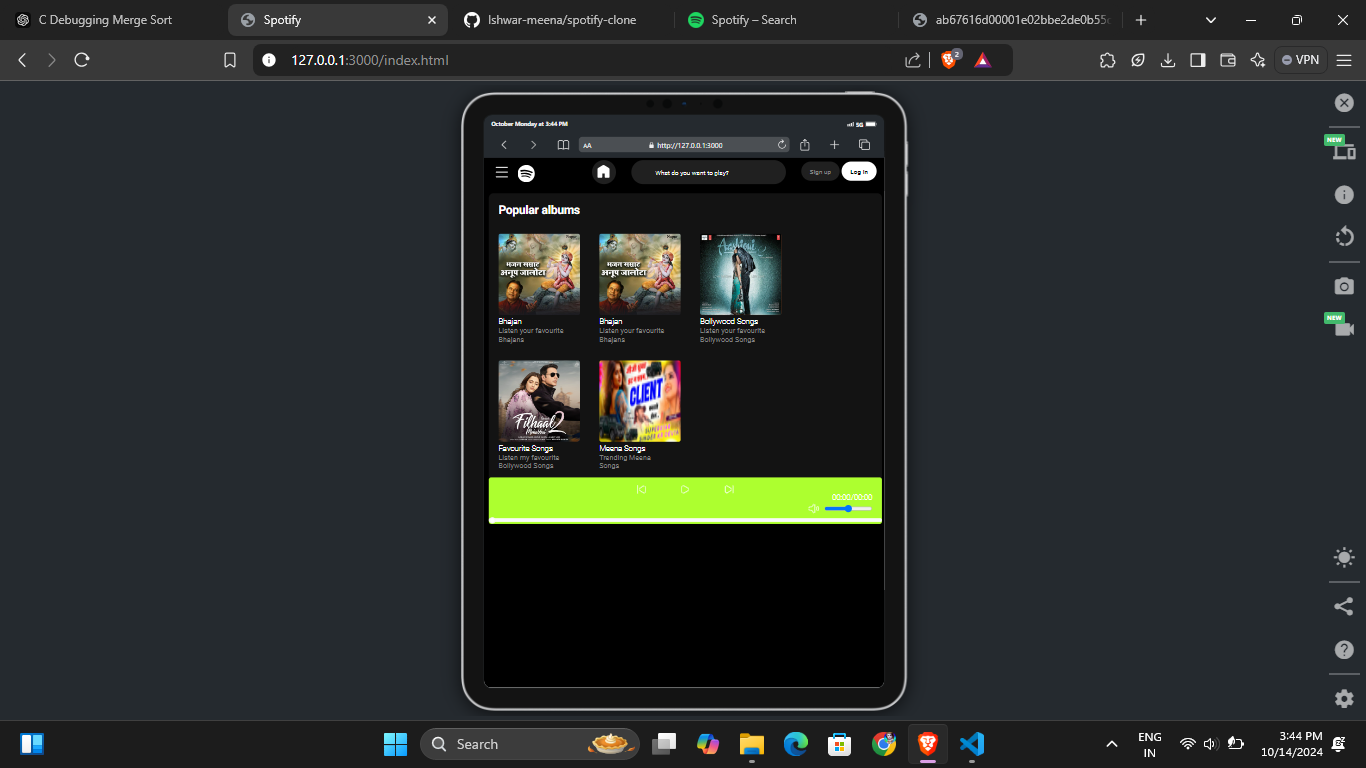 C Debugging Merge Sort
Spotify
Ishwar-meena/spotify-clone
Spotify – Search
ab67616d00001e02bbe2de0b55
127.0.0.1:3000/index.html
2
VPN
October Monday at 3:44 PM
5G
AA
http://127.0.0.1:3000
What do you want to play?
Sign up
Log in
Popular albums
भजन सम्राट
अनूप जालोटा
भजन सम्राट
अनूप जालोटा
Aashiqui
Bhajan
Bhajan
Bollywood Songs
Listen your favourite
Bhajans
Listen your favourite
Bhajans
Listen your favourite
Bollywood Songs
Filhaal2
CLIENT
Favourite Songs
Meena Songs
Listen my favourite
Bollywood Songs
Trending Meena
Songs
00:00/00:00
NEW
NEW
Search
ENG
IN
3:44 PM
10/14/2024